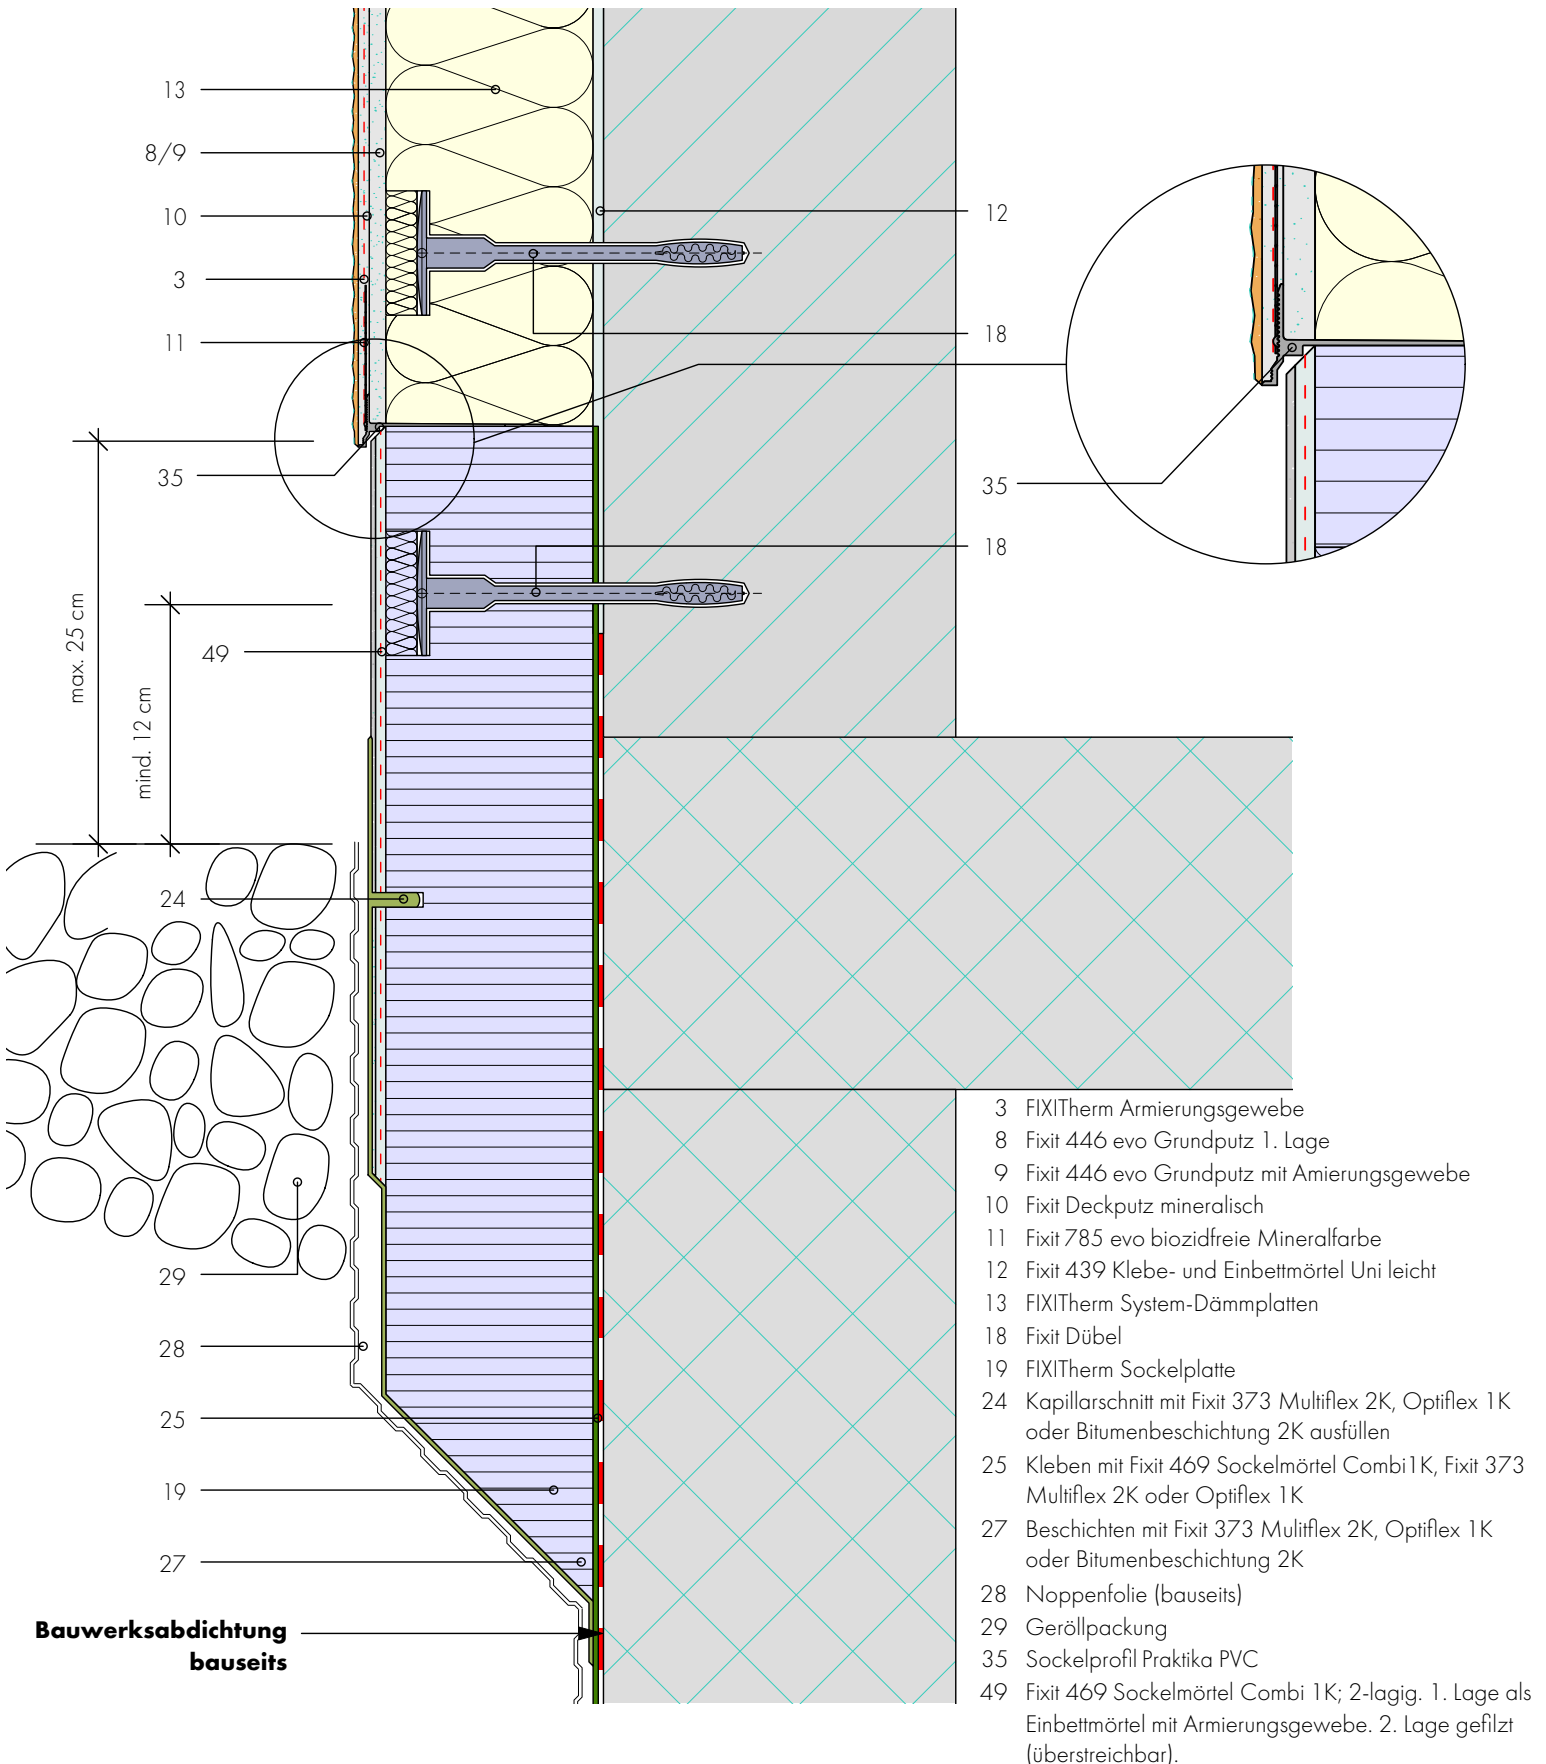 13
8/9
10
3
11
35
12
18
35
18
49
max. 25 cm
mind. 12 cm
24
29
28
25
19
27
Bauwerksabdichtung
bauseits
3 FIXITherm Armierungsgewebe
8 Fixit 446 evo Grundputz 1. Lage
9 Fixit 446 evo Grundputz mit Amierungsgewebe
10 Fixit Deckputz mineralisch
11 Fixit 785 evo biozidfreie Mineralfarbe
12 Fixit 439 Klebe- und Einbettmörtel Uni leicht
13 FIXITherm System-Dämmplatten
18 Fixit Dübel
19 FIXITherm Sockelplatte
24 Kapillarschnitt mit Fixit 373 Multiflex 2K, Optiflex 1K
oder Bitumenbeschichtung 2K ausfüllen
25 Kleben mit Fixit 469 Sockelmörtel Combi1K, Fixit 373
Multiflex 2K oder Optiflex 1K
27 Beschichten mit Fixit 373 Mulitflex 2K, Optiflex 1K
oder Bitumenbeschichtung 2K
28 Noppenfolie (bauseits)
29 Geröllpackung
35 Sockelprofil Praktika PVC
49 Fixit 469 Sockelmörtel Combi 1K; 2-lagig. 1. Lage als
Einbettmörtel mit Armierungsgewebe. 2. Lage gefilzt
(überstreichbar).